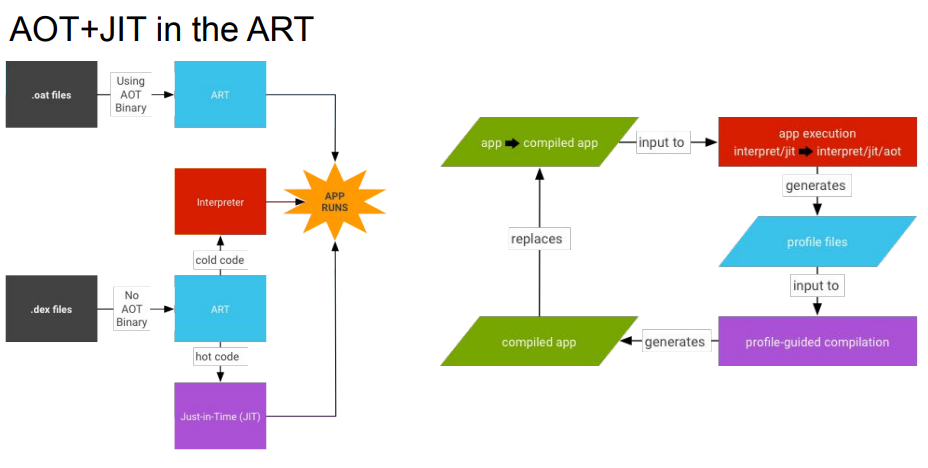 AOT+JIT in the ART
.oat files
Using
AOT
Binary
ART
Interpreter
APP
RUNS
cold code
.dex files
No
AOT
Binary
ART
hot code
Just-in-Time (JIT)
app ➡ compiled app
input to
app execution
interpret/jit ➡ interpret/jit/aot
generates
profile files
input to
profile-guided compilation
generates
compiled app
replaces